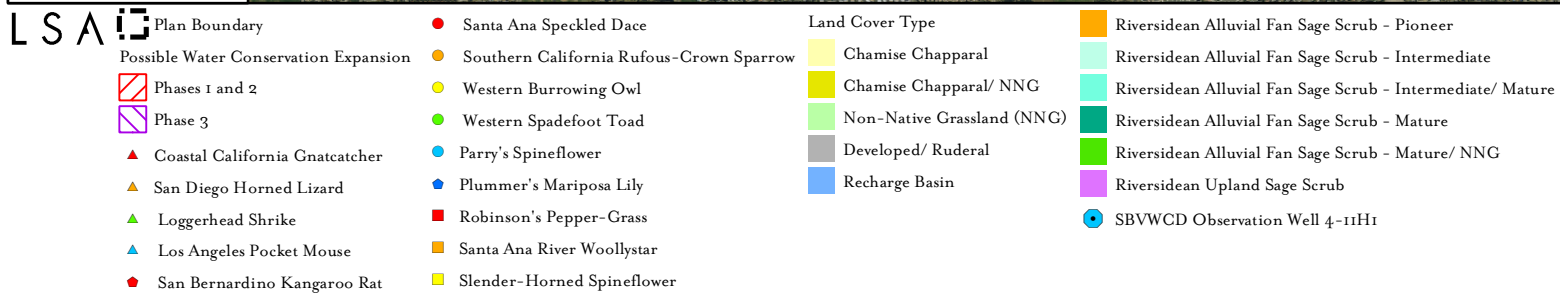 LSA
Plan Boundary
Possible Water Conservation Expansion
Phases 1 and 2
Phase 3
Coastal California Gnatcatcher
San Diego Horned Lizard
Loggerhead Shrike
Los Angeles Pocket Mouse
San Bernardino Kangaroo Rat
Santa Ana Speckled Dace
Southern California Rufous-Crown Sparrow
Western Burrowing Owl
Western Spadefoot Toad
Parry's Spineflower
Plummer's Mariposa Lily
Robinson's Pepper-Grass
Santa Ana River Woollystar
Slender-Horned Spineflower
Land Cover Type
Chamise Chapparal
Chamise Chapparal/ NNG
Non-Native Grassland (NNG)
Developed/ Ruderal
Recharge Basin
Riversidean Alluvial Fan Sage Scrub - Pioneer
Riversidean Alluvial Fan Sage Scrub - Intermediate
Riversidean Alluvial Fan Sage Scrub - Intermediate/ Mature
Riversidean Alluvial Fan Sage Scrub - Mature
Riversidean Alluvial Fan Sage Scrub - Mature/ NNG
Riversidean Upland Sage Scrub
SBVWCD Observation Well 4-11H1